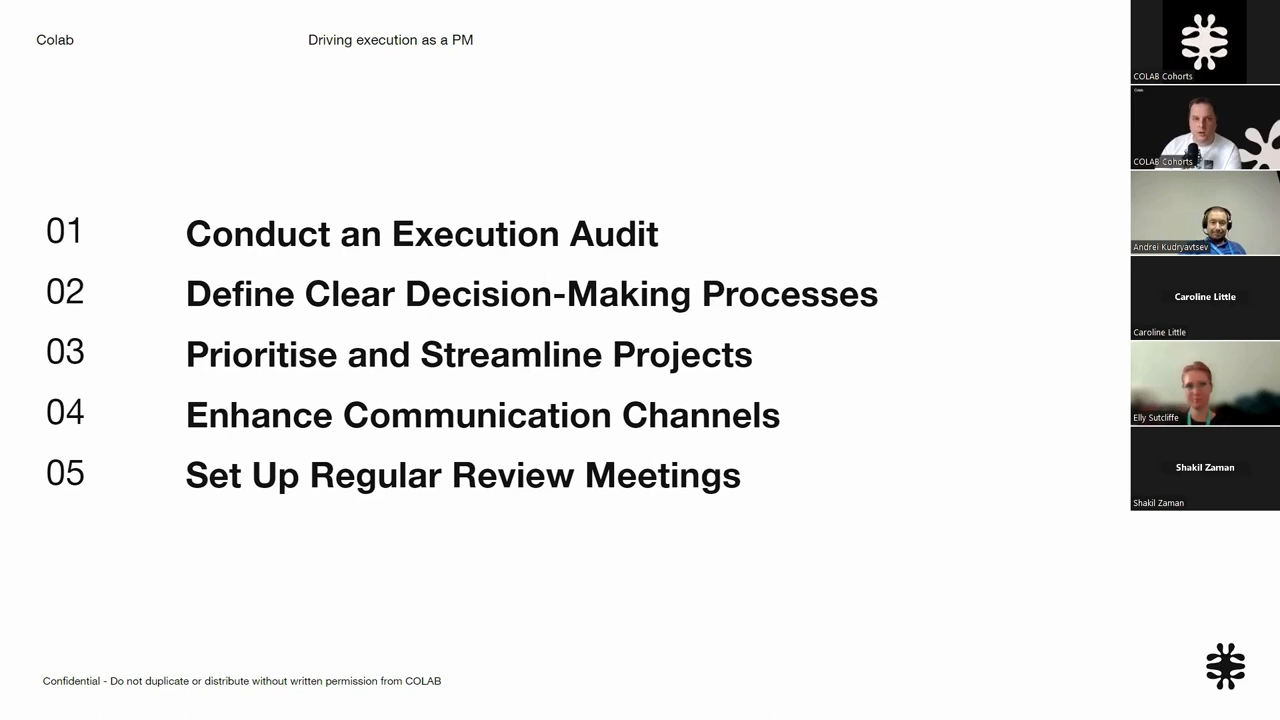 Colab
Driving execution as a PM
01 Conduct an Execution Audit
02 Define Clear Decision-Making Processes
03 Prioritise and Streamline Projects
04 Enhance Communication Channels
05 Set Up Regular Review Meetings
Confidential - Do not duplicate or distribute without written permission from COLAB
COLAB Cohorts
COLAB Cohorts
Andrei Kudryavtsev
Caroline Little
Caroline Little
Elly Sutcliffe
Shakil Zaman
Shakil Zaman